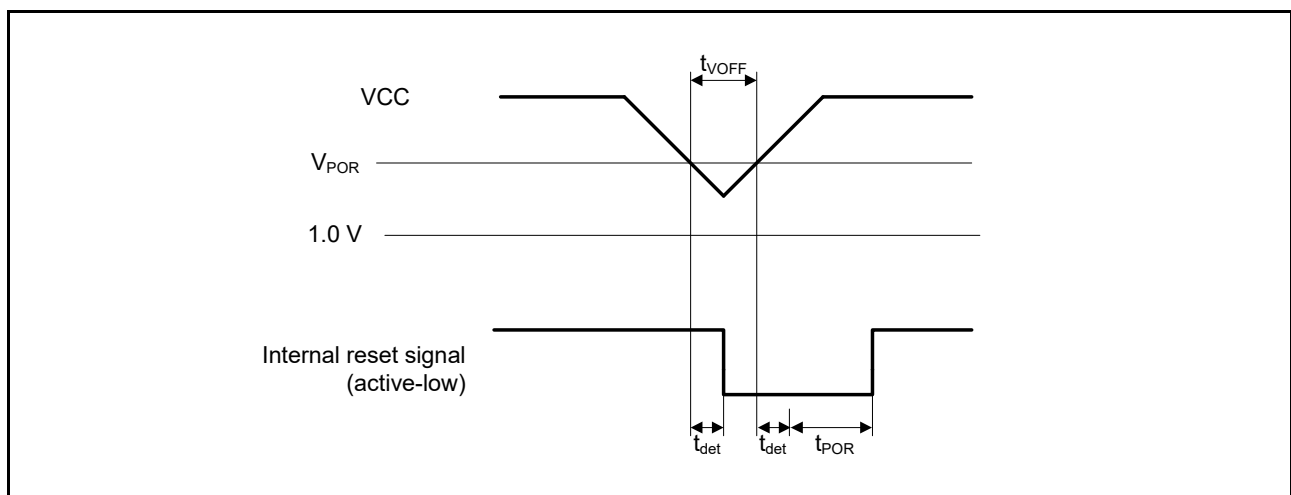 tVOFF
VCC
VPOR
1.0 V
Internal reset signal
(active-low)
tdet
tdet
tPOR